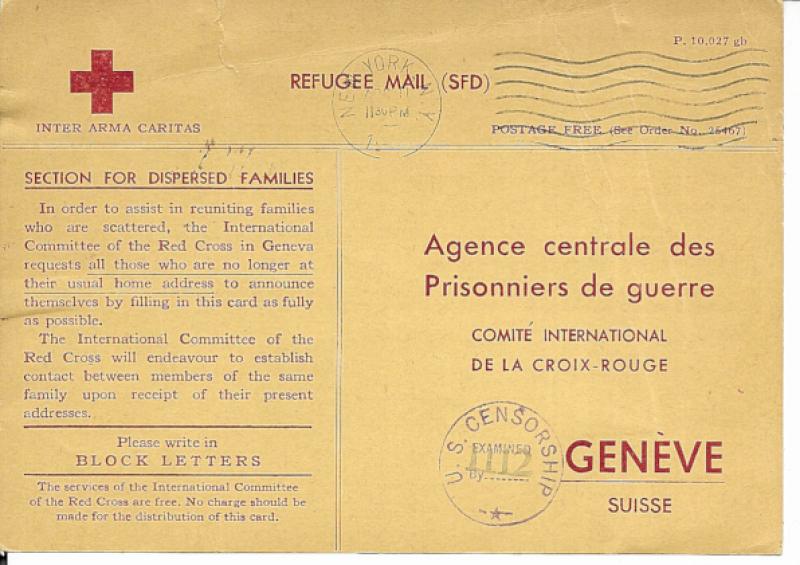 P. 10.027 gb
REFUGEE MAIL (SFD)
NEW YORK N.Y.
1130 PM
INTER ARMA CARITAS
POSTAGE FREE (See Order No. 25467)
SECTION FOR DISPERSED FAMILIES
In order to assist in reuniting families
who are scattered, the International
Committee of the Red Cross in Geneva
requests all those who are no longer at
their usual home address to announce
themselves by filling in this card as fully
as possible.
The International Committee of the
Red Cross will endeavour to establish
contact between members of the same
family upon receipt of their present
addresses.
Please write in
BLOCK LETTERS
The services of the International Committee
of the Red Cross are free. No charge should be
made for the distribution of this card.
Agence centrale des
Prisonniers de guerre
COMITÉ INTERNATIONAL
DE LA CROIX-ROUGE
U. S. CENSORSHIP
EXAMINED
1112
By
GENÈVE
SUISSE